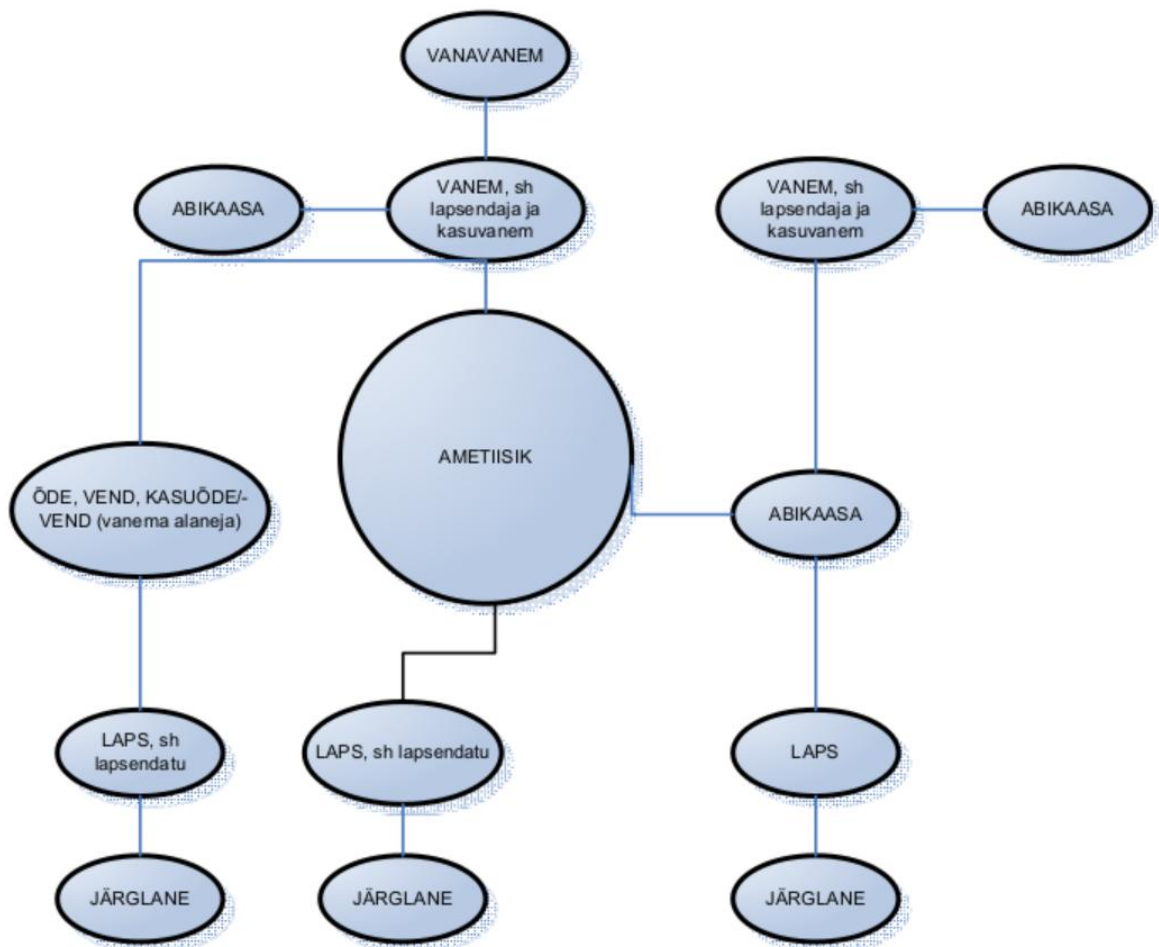 VANAVANEM
ABIKAASA
VANEM, sh
lapsendaja ja
kasuvanem
VANEM, sh
lapsendaja ja
kasuvanem
ABIKAASA
AMETIISIK
ÕDE, VEND, KASUÕDE/-
VEND (vanema alaneja)
ABIKAASA
LAPS, sh
lapsendatu
LAPS, sh lapsendatu
LAPS
JÄRGLANE
JÄRGLANE
JÄRGLANE